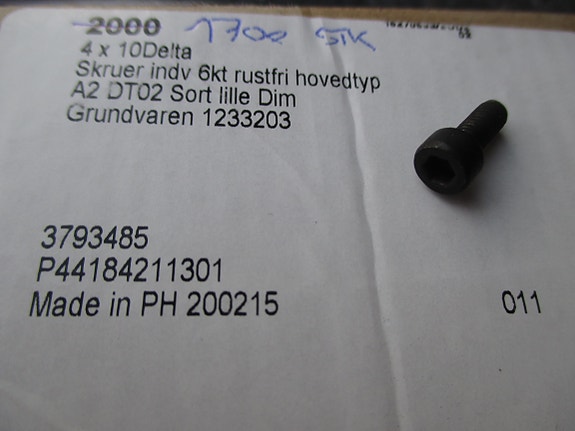 2000 1700 STK
4 x 10Delta
Skruer indv 6kt rustfri hovedtyp
A2 DT02 Sort lille Dim
Grundvaren 1233203
3793485
P44184211301
Made in PH 200215
011